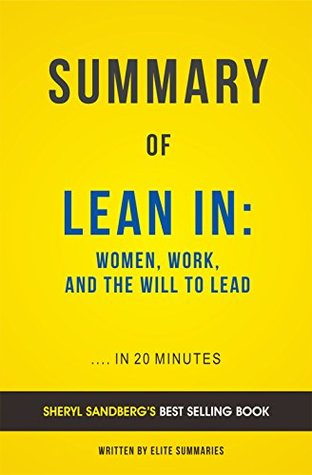 SUMMARY
OF
LEAN IN:
WOMEN, WORK,
AND THE WILL TO LEAD
.... IN 20 MINUTES
SHERYL SANDBERG'S BEST SELLING BOOK
WRITTEN BY ELITE SUMMARIES